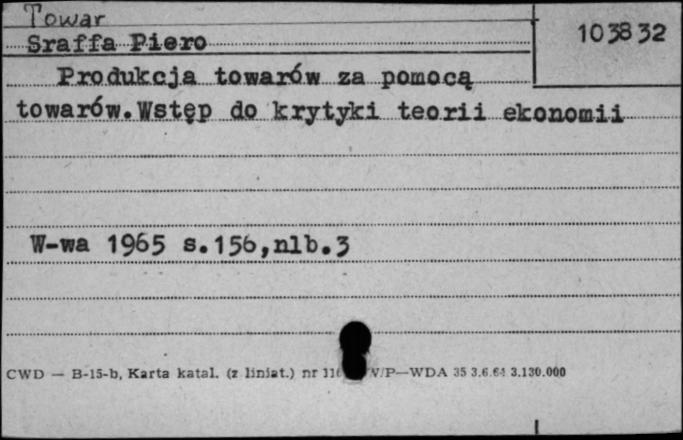 Towar
Sraffa Piero
103832
Produkcja towarów za pomocą
towarów.Wstęp do krytyki teorii ekonomii
W-wa 1965 s.156,nlb.3
CWD — B-15-b, Karta katal. (z liniat.) nr V/P—WDA 35 3.6.64 3.130.000